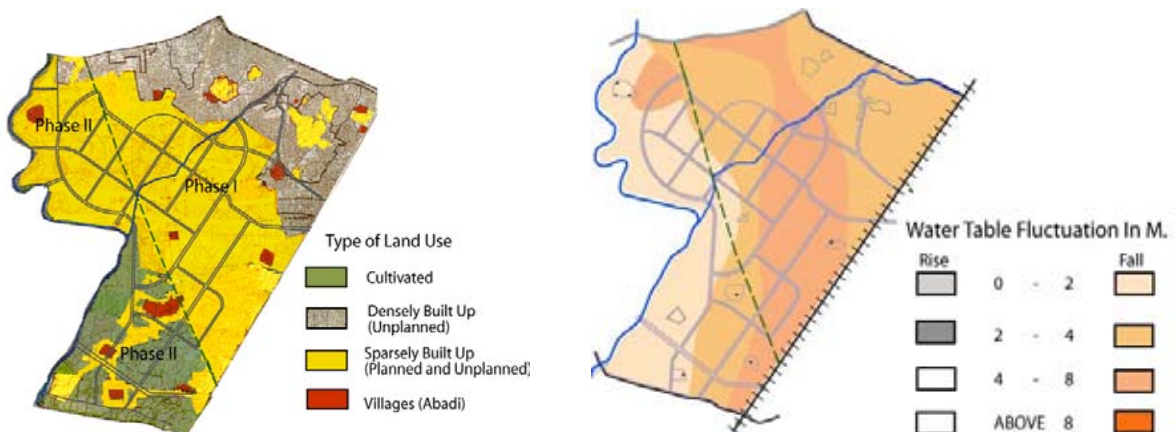 Phase II
Phase I
Phase II
Type of Land Use
Cultivated
Densely Built Up
(Unplanned)
Sparsely Built Up
(Planned and Unplanned)
Villages (Abadi)
Water Table Fluctuation In M.
Rise Fall
0 - 2
2 - 4
4 - 8
ABOVE 8